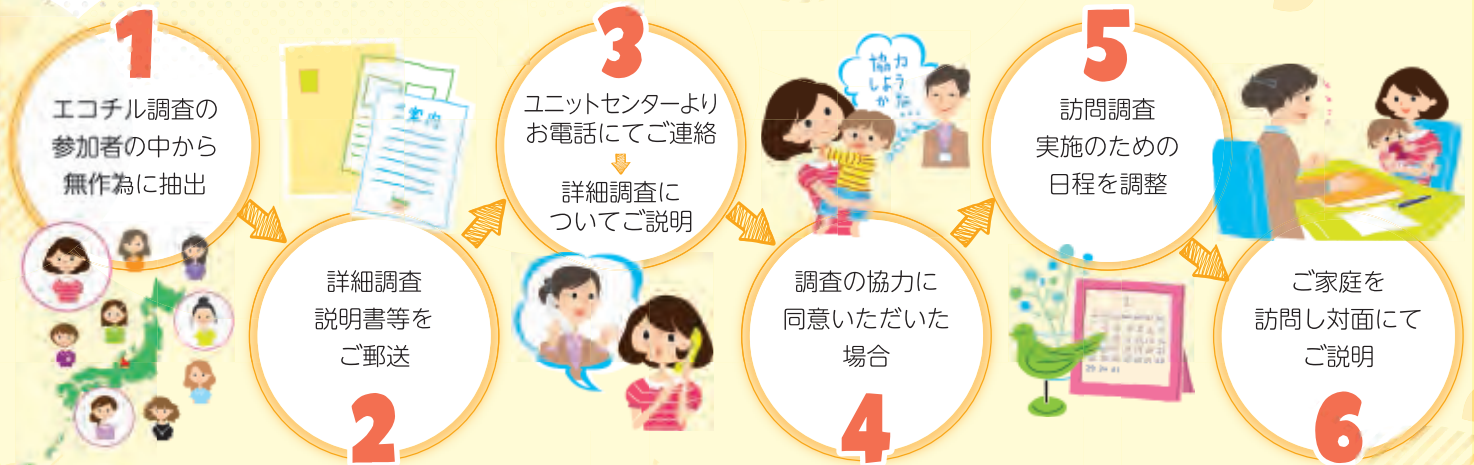 1
エコチル調査の
参加者の中から
無作為に抽出
案内
2
詳細調査
説明書等を
ご郵送
3
ユニットセンターより
お電話にてご連絡
詳細調査に
ついてご説明
協力
しようか
4
調査の協力に
同意いただいた
場合
5
訪問調査
実施のための
日程を調整
6
ご家庭を
訪問し対面にて
ご説明